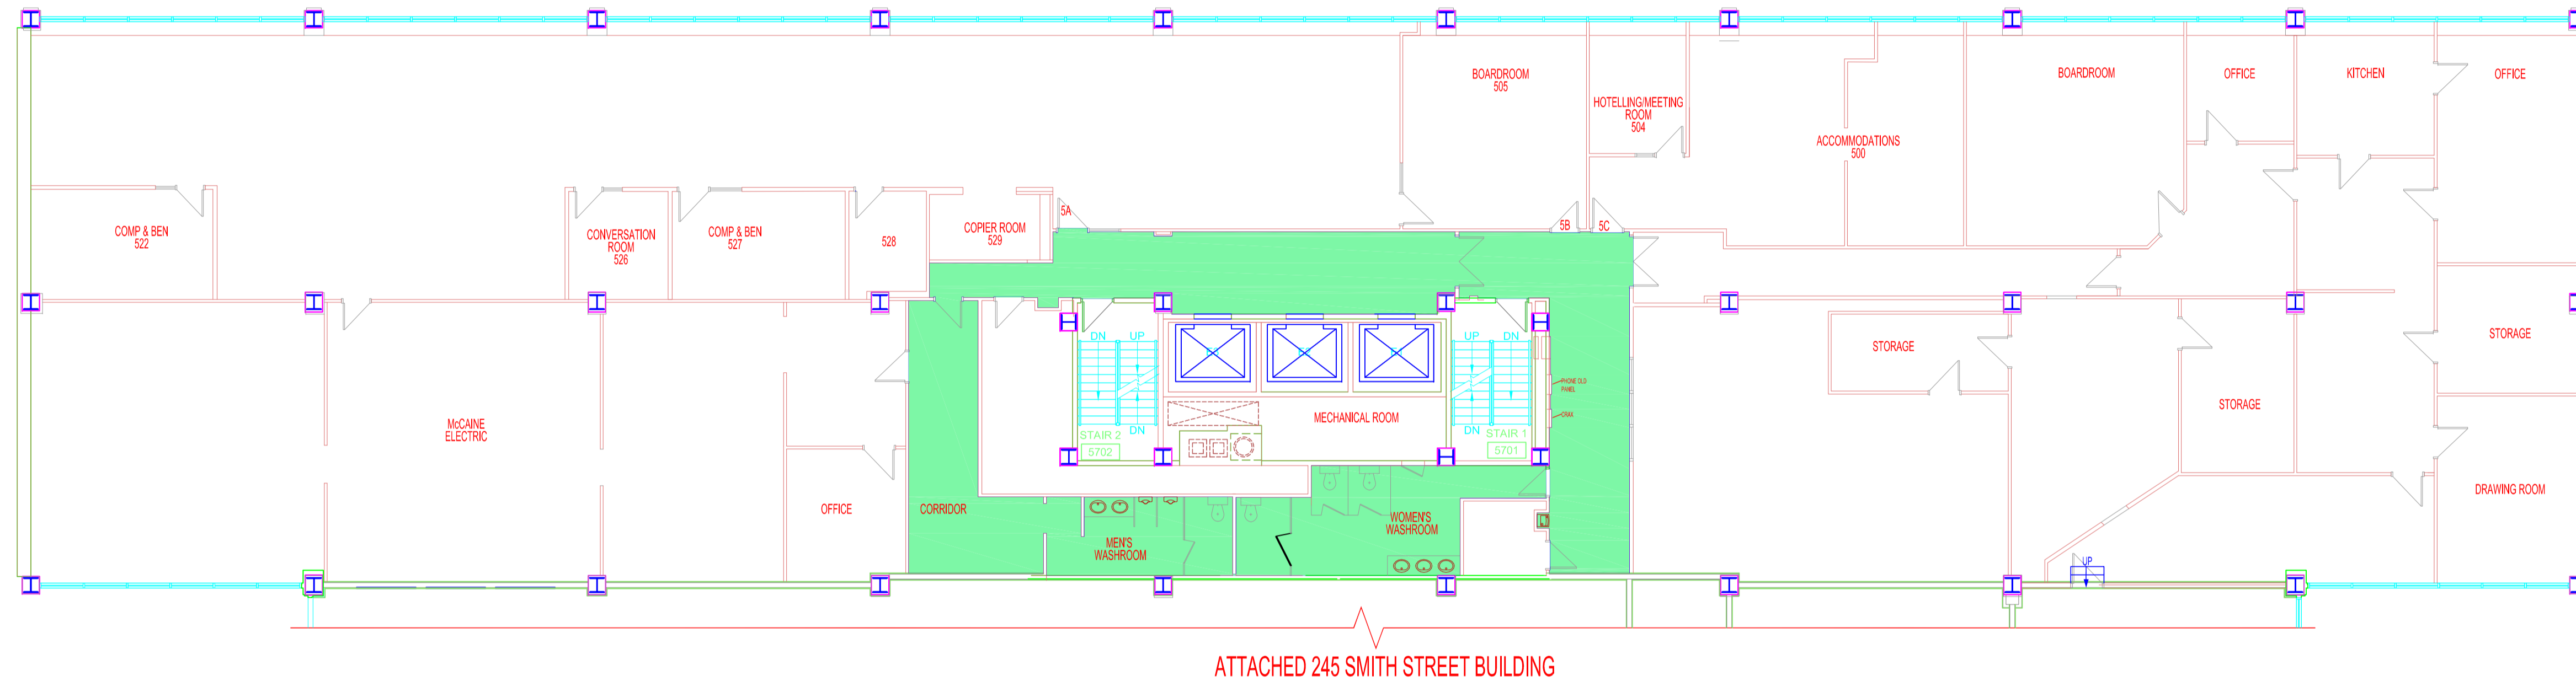 BOARDROOM
505
HOTELLING/MEETING
ROOM
504
ACCOMMODATIONS
500
BOARDROOM
OFFICE
KITCHEN
OFFICE
COMP & BEN
522
CONVERSATION
ROOM
526
COMP & BEN
527
528
COPIER ROOM
529
5A
5B
5C
DN
UP
UP
DN
STORAGE
STORAGE
PHONE OLD
PANEL
McCAINE
ELECTRIC
MECHANICAL ROOM
STORAGE
DN
DN
STAIR 2
5702
STAIR 1
5701
OFFICE
CORRIDOR
MEN'S
WASHROOM
WOMEN'S
WASHROOM
DRAWING ROOM
UP
ATTACHED 245 SMITH STREET BUILDING